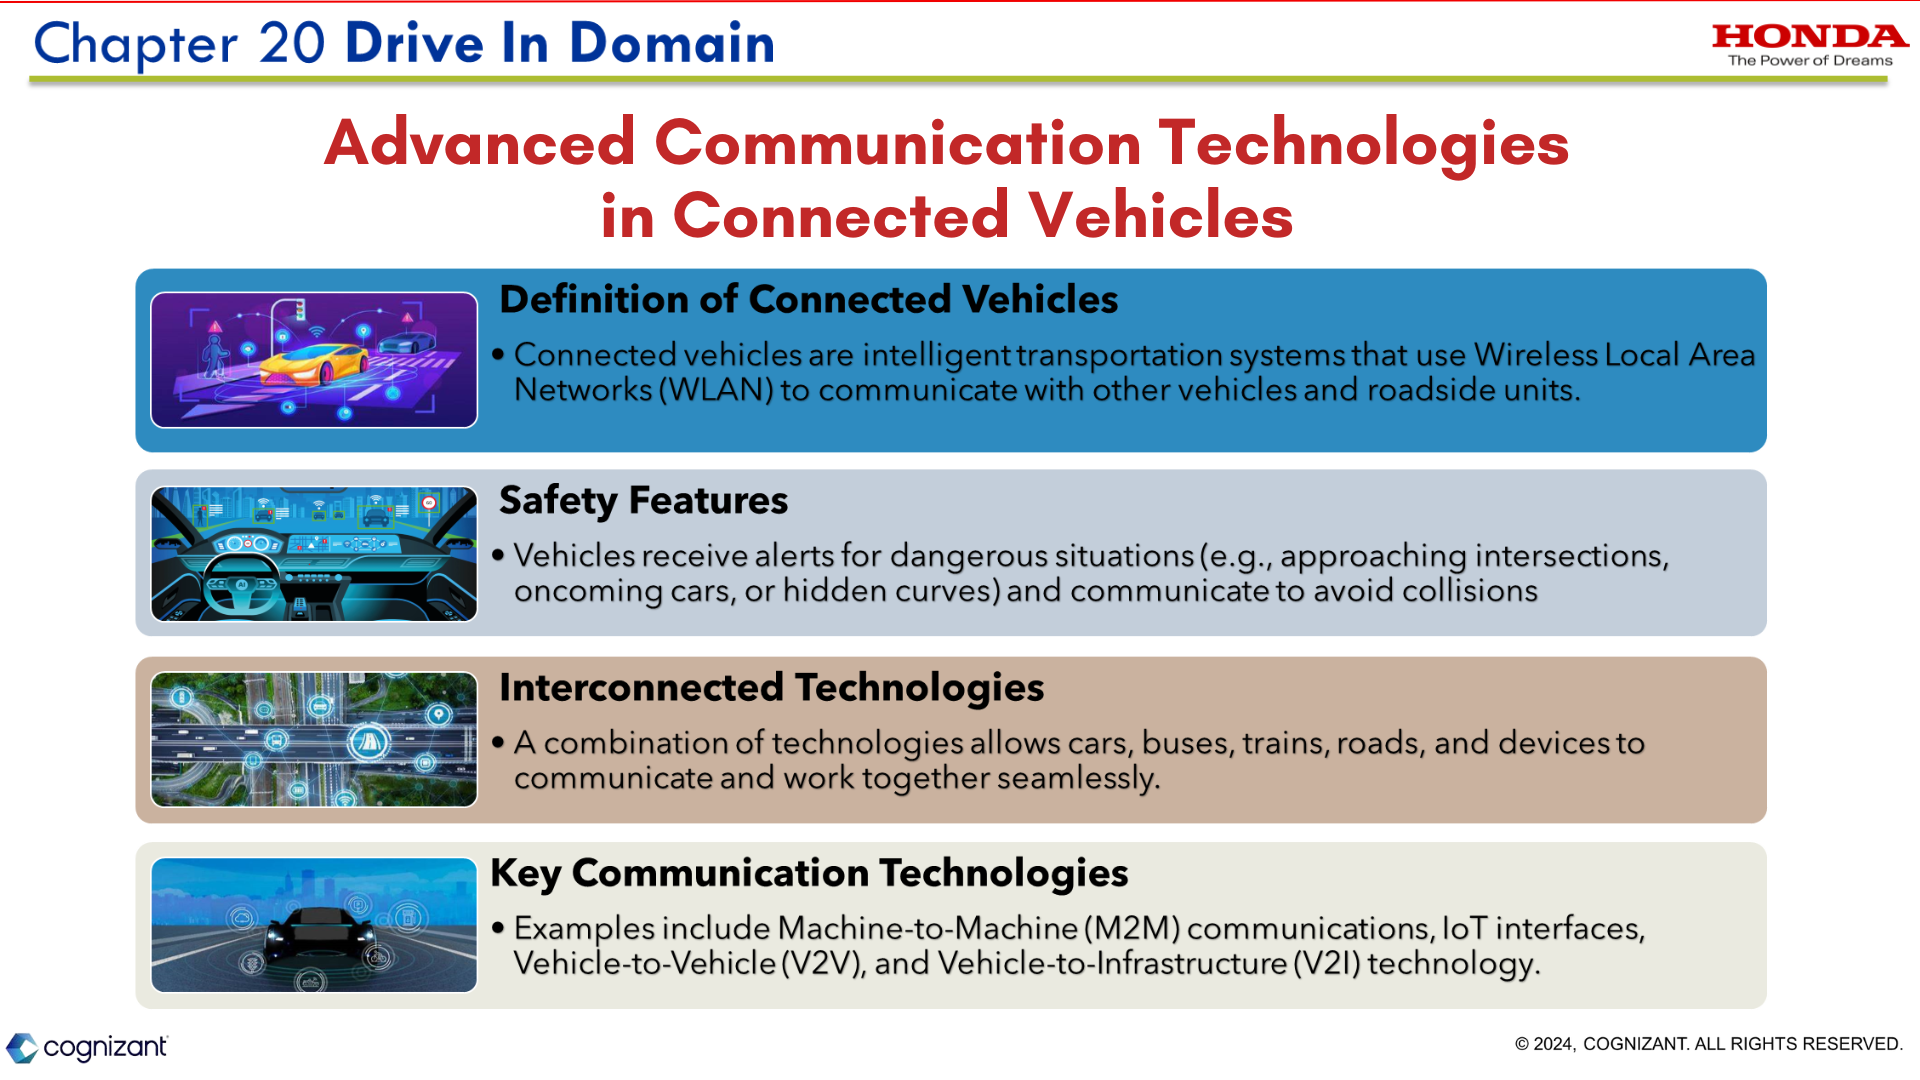 Chapter 20 Drive In Domain
HONDA
The Power of Dreams
Advanced Communication Technologies
in Connected Vehicles
Definition of Connected Vehicles
• Connected vehicles are intelligent transportation systems that use Wireless Local Area
Networks (WLAN) to communicate with other vehicles and roadside units.
Safety Features
• Vehicles receive alerts for dangerous situations (e.g., approaching intersections,
oncoming cars, or hidden curves) and communicate to avoid collisions
AI
Interconnected Technologies
• A combination of technologies allows cars, buses, trains, roads, and devices to
communicate and work together seamlessly.
Key Communication Technologies
• Examples include Machine-to-Machine (M2M) communications, IoT interfaces,
Vehicle-to-Vehicle (V2V), and Vehicle-to-Infrastructure (V2I) technology.
cognizant
© 2024, COGNIZANT. ALL RIGHTS RESERVED.